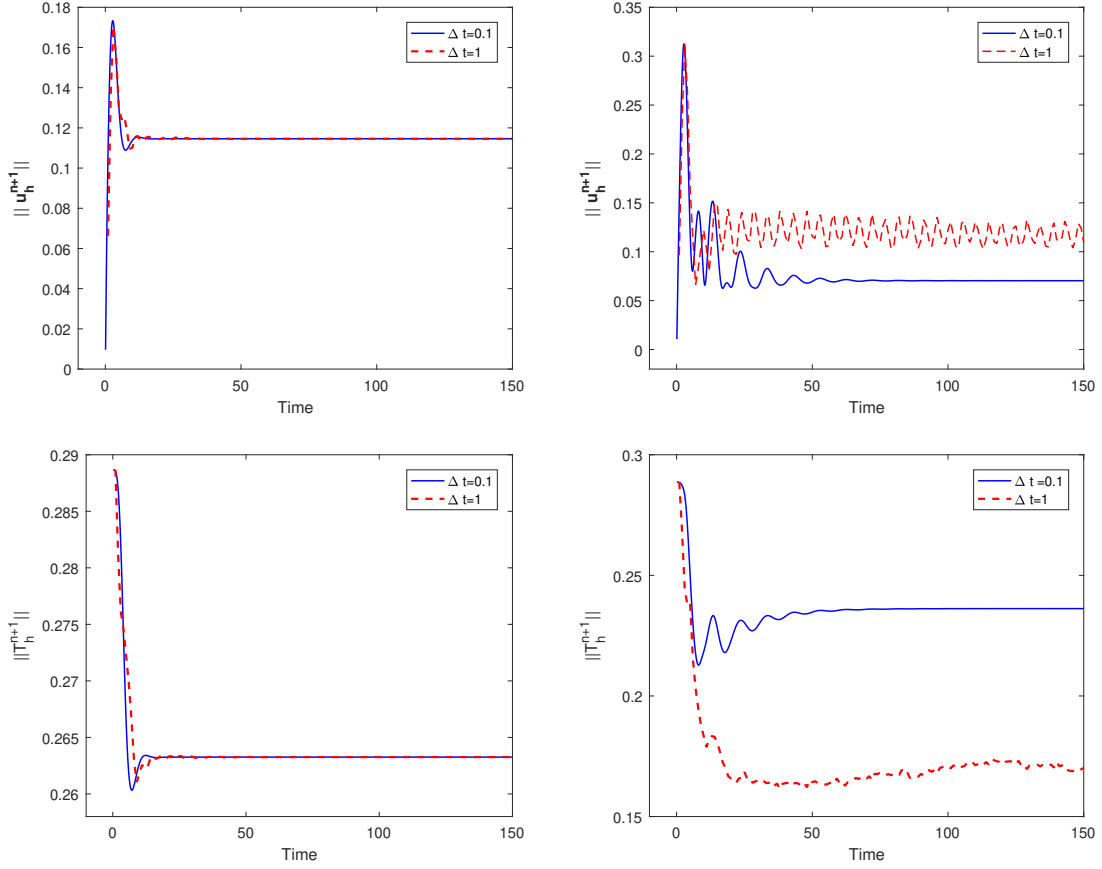 0.18
0.16
0.14
0.12
0.1
0.08
0.06
0.04
0.02
0
|| u_h^{n+1}||
0 50 100 150
Time
Δ t=0.1
Δ t=1
0.35
0.3
0.25
0.2
0.15
0.1
0.05
0
|| u_h^{n+1}||
0 50 100 150
Time
Δ t=0.1
Δ t=1
0.29
0.285
0.28
0.275
0.27
0.265
0.26
||T_h^{n+1}||
0 50 100 150
Time
Δ t=0.1
Δ t=1
0.3
0.25
0.2
0.15
||T_h^{n+1}||
0 50 100 150
Time
Δ t =0.1
Δ t=1